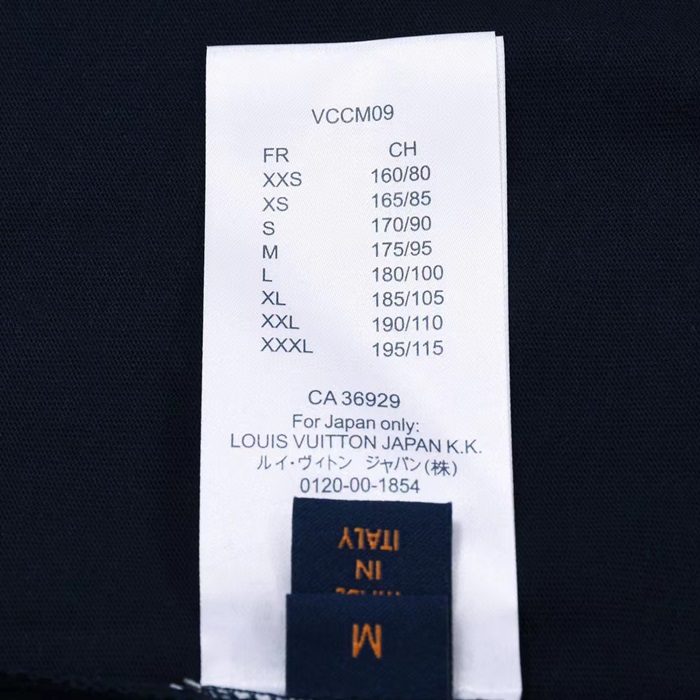 VCCM09
FR CH
XXS 160/80
XS 165/85
S 170/90
M 175/95
L 180/100
XL 185/105
XXL 190/110
XXXL 195/115
CA 36929
For Japan only:
LOUIS VUITTON JAPAN K.K.
ルイ・ヴィトン ジャパン(株)
0120-00-1854
ITALY
IN
M